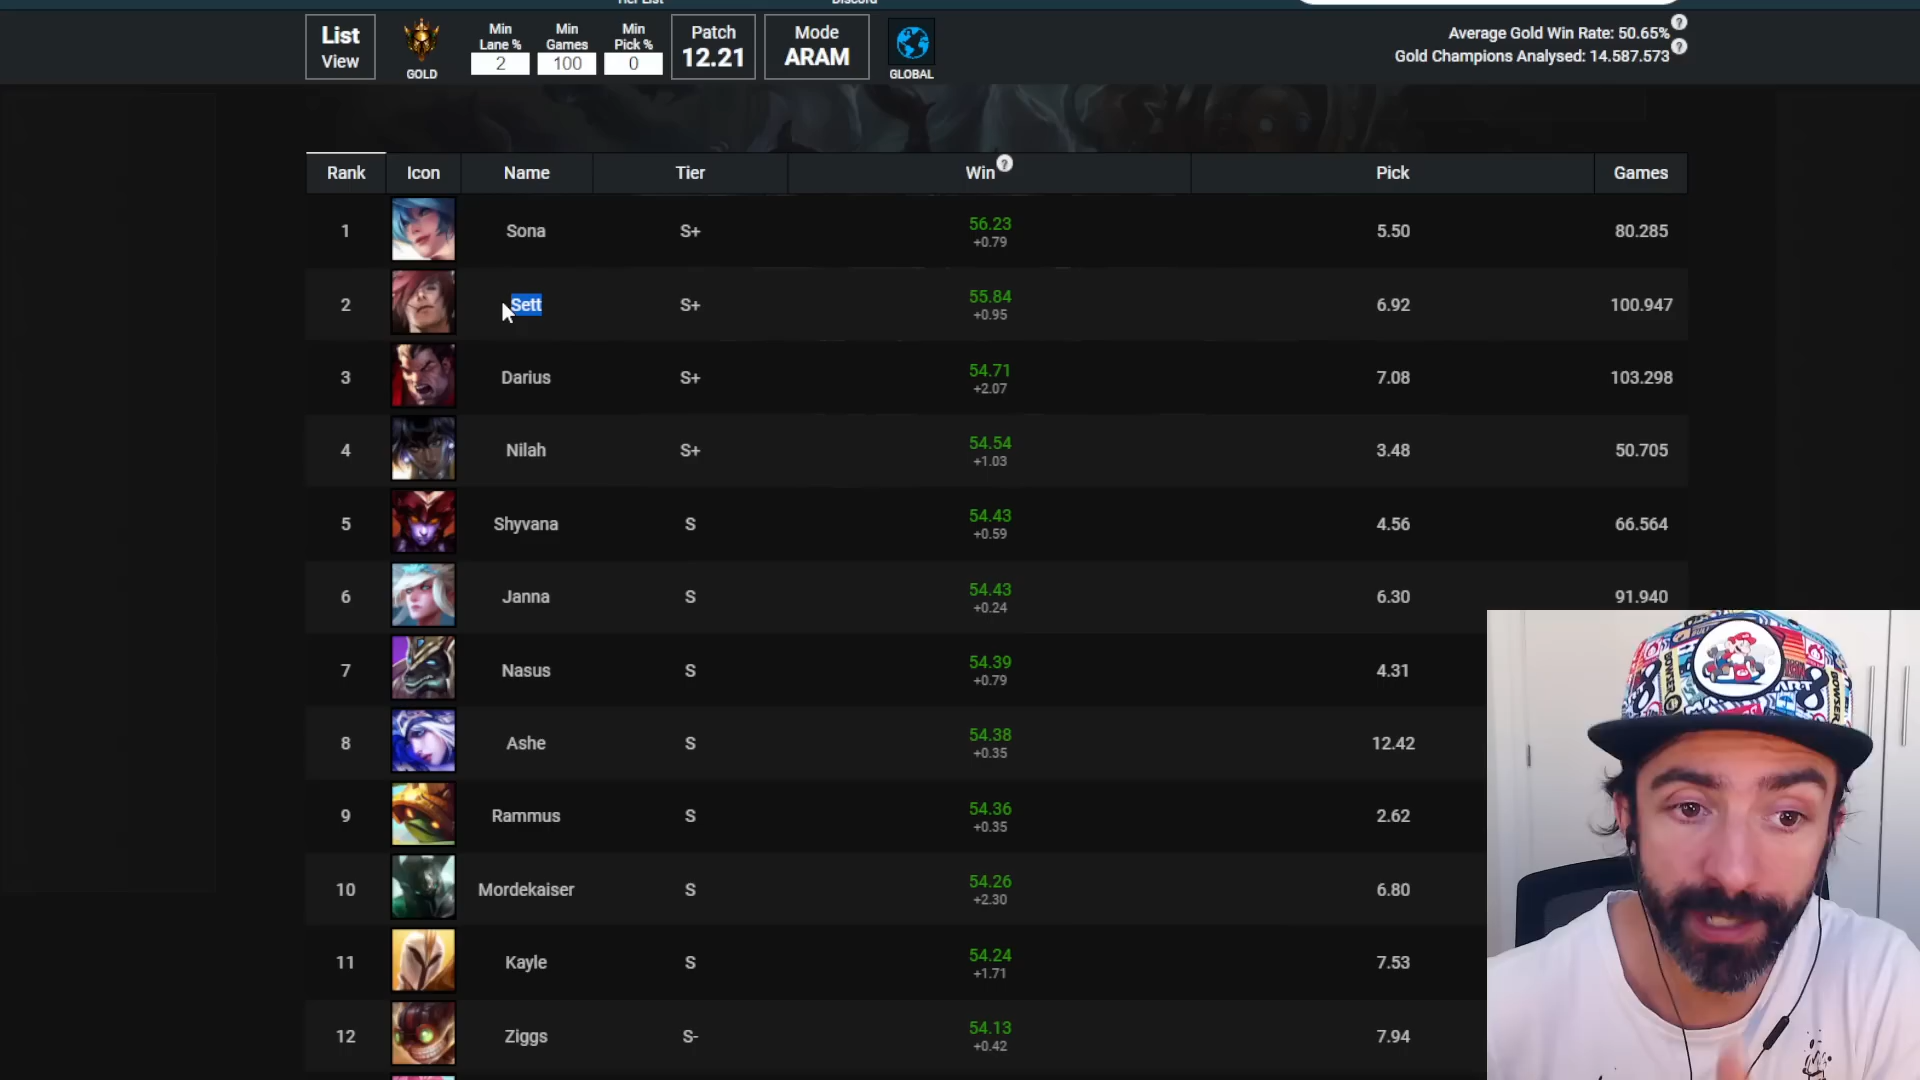 Tier List Discord
List View
GOLD
Min Lane %
2
Min Games
100
Min Pick %
0
Patch 12.21
Mode ARAM
GLOBAL
Average Gold Win Rate: 50.65% ?
Gold Champions Analysed: 14.587.573 ?
Rank Icon Name Tier Win ? Pick Games
1 Sona S+ 56.23 +0.79 5.50 80.285
2 Sett S+ 55.84 +0.95 6.92 100.947
3 Darius S+ 54.71 +2.07 7.08 103.298
4 Nilah S+ 54.54 +1.03 3.48 50.705
5 Shyvana S 54.43 +0.59 4.56 66.564
6 Janna S 54.43 +0.24 6.30 91.940
7 Nasus S 54.39 +0.79 4.31
8 Ashe S 54.38 +0.35 12.42
9 Rammus S 54.36 +0.35 2.62
10 Mordekaiser S 54.26 +2.30 6.80
11 Kayle S 54.24 +1.71 7.53
12 Ziggs S- 54.13 +0.42 7.94
BOWSER
BOWSER